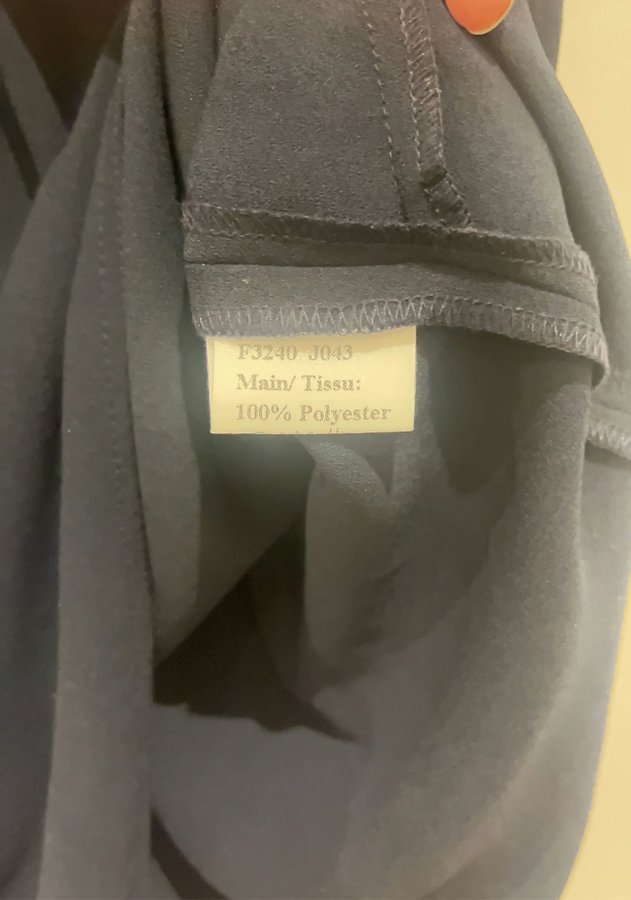 F3240 J043
Main/ Tissu:
100% Polyester